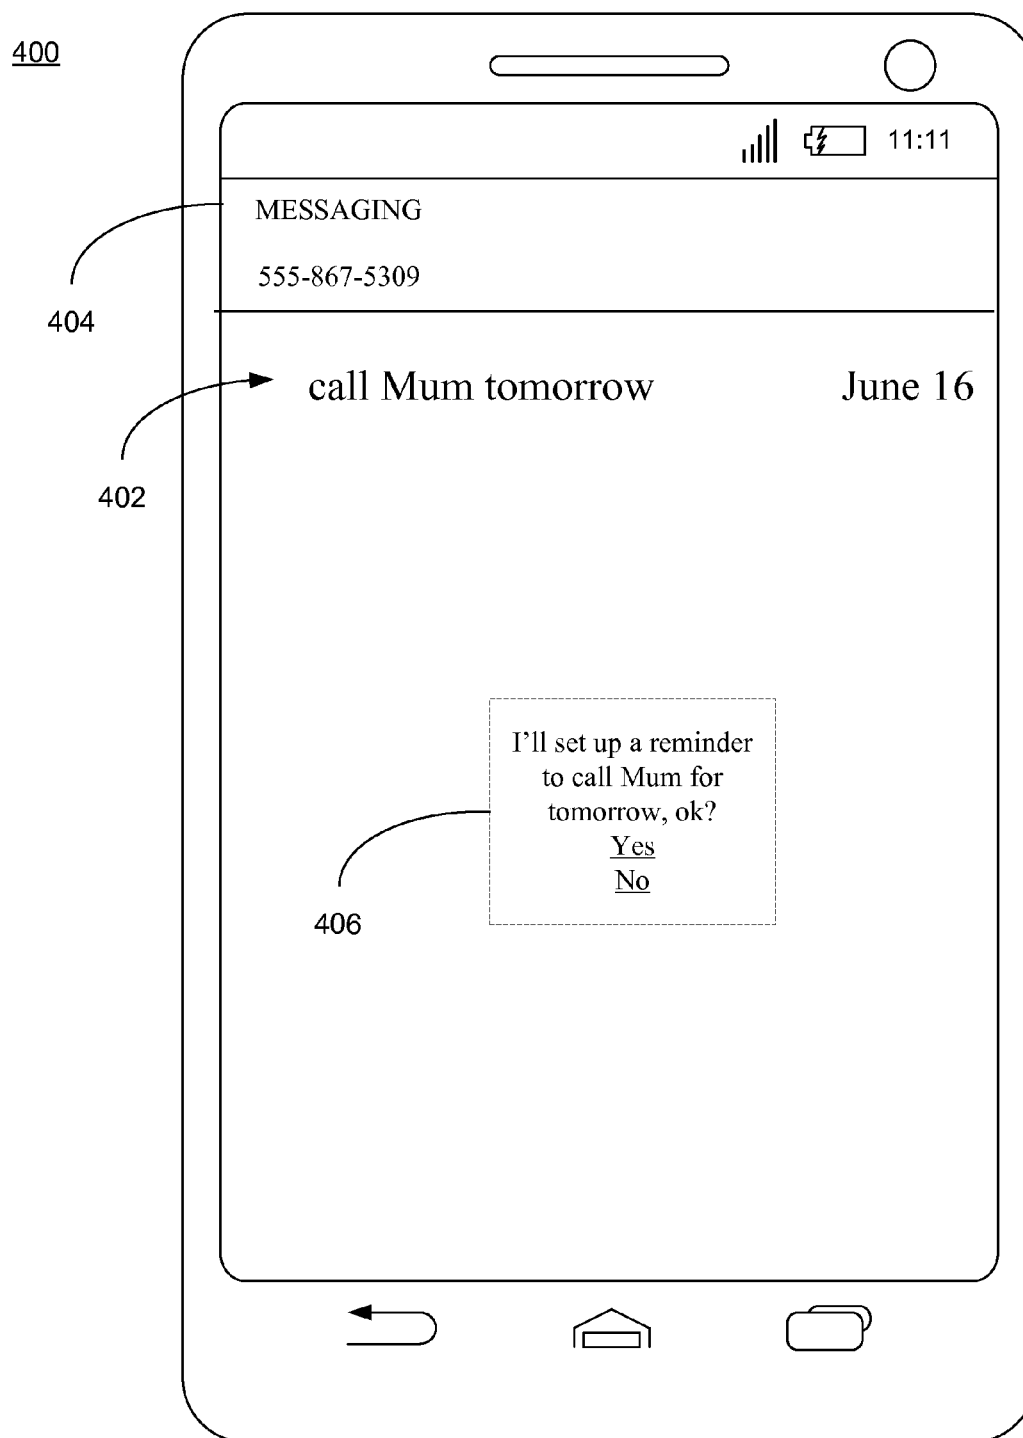 400
11:11
MESSAGING
555-867-5309
404
call Mum tomorrow June 16
402
I’ll set up a reminder
to call Mum for
tomorrow, ok?
Yes
No
406